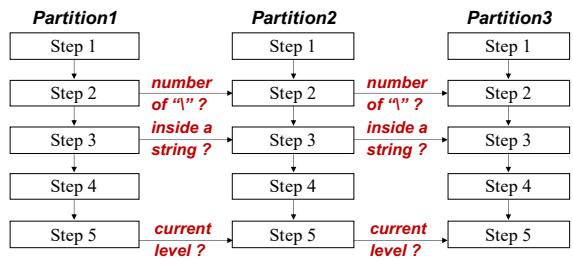 Partition1 Partition2 Partition3
Step 1 Step 1 Step 1
Step 2 number of “\” ? Step 2 number of “\” ? Step 2
Step 3 inside a string ? Step 3 inside a string ? Step 3
Step 4 Step 4 Step 4
Step 5 current level ? Step 5 current level ? Step 5